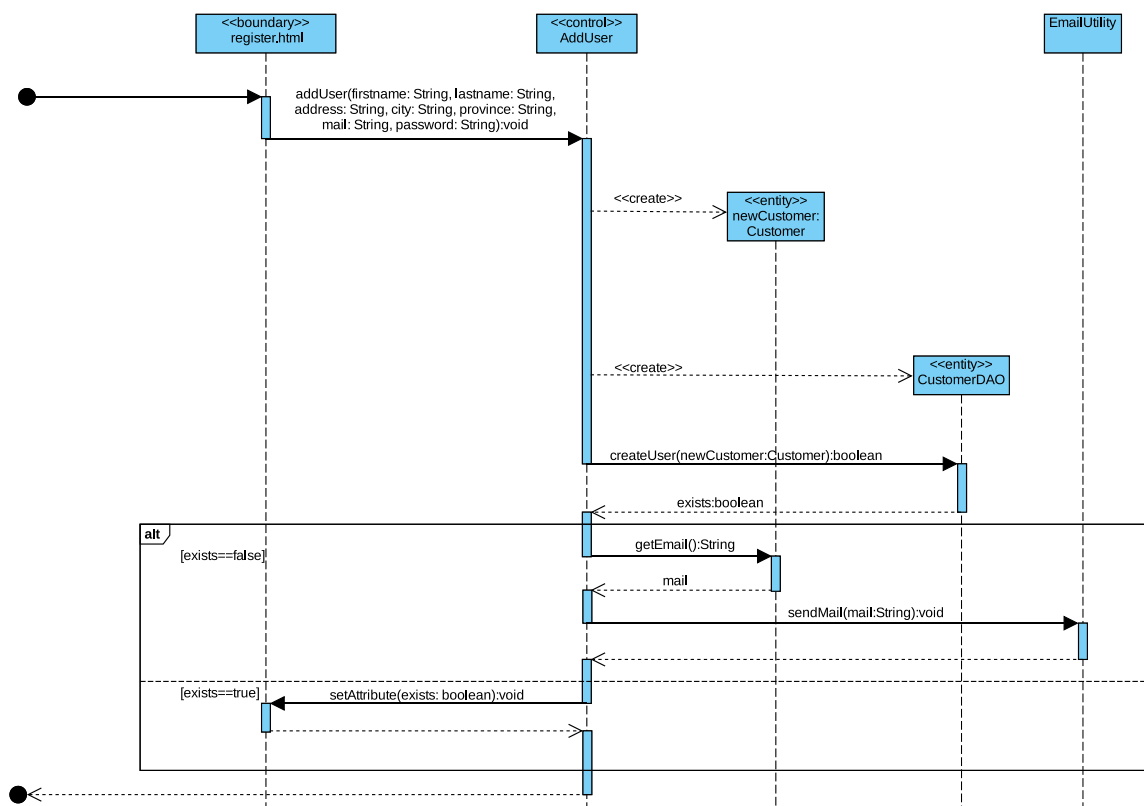 <<boundary>>
register.html
<<control>>
AddUser
EmailUtility
addUser(firstname: String, lastname: String,
address: String, city: String, province: String,
mail: String, password: String):void
<<create>>
<<entity>>
newCustomer:
Customer
<<create>>
<<entity>>
CustomerDAO
createUser(newCustomer:Customer):boolean
exists:boolean
alt
[exists==false]
getEmail():String
mail
sendMail(mail:String):void
[exists==true]
setAttribute(exists: boolean):void